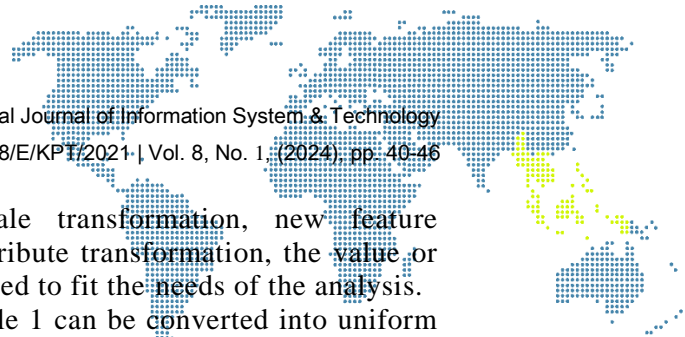 al Journal of Information System & Technology
8/E/KPT/2021 | Vol. 8, No. 1, (2024), pp. 40-46
ale transformation, new feature
ribute transformation, the value or
ed to fit the needs of the analysis.
le 1 can be converted into uniform